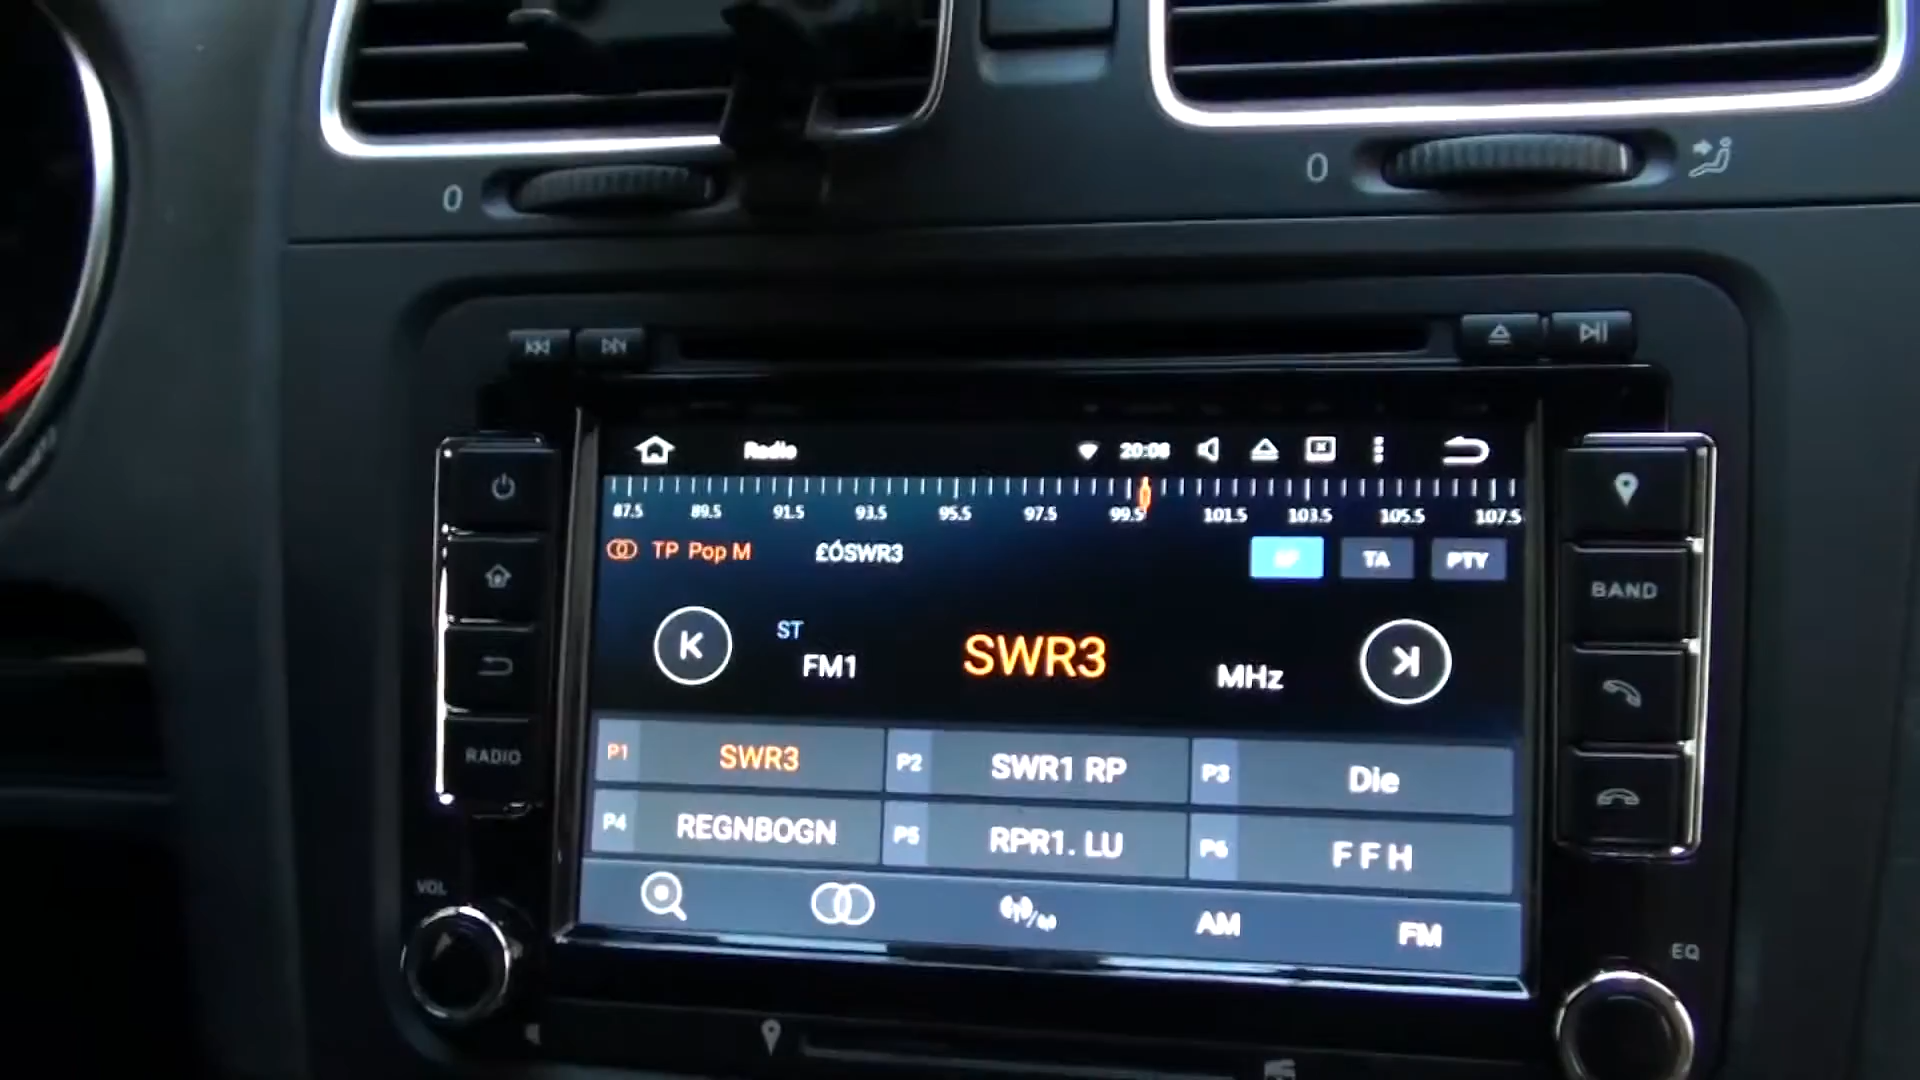 0
0
Radio 20:08
87.5 89.5 91.5 93.5 95.5 97.5 99.5 101.5 103.5 105.5 107.5
TP Pop M £ÓSWR3 TA PTY
BAND
ST
FM1 SWR3 MHz
RADIO
P1 SWR3 P2 SWR1 RP P3 Die
P4 REGNBOGN P5 RPR1. LU P6 F F H
AM FM
VOL
EQ